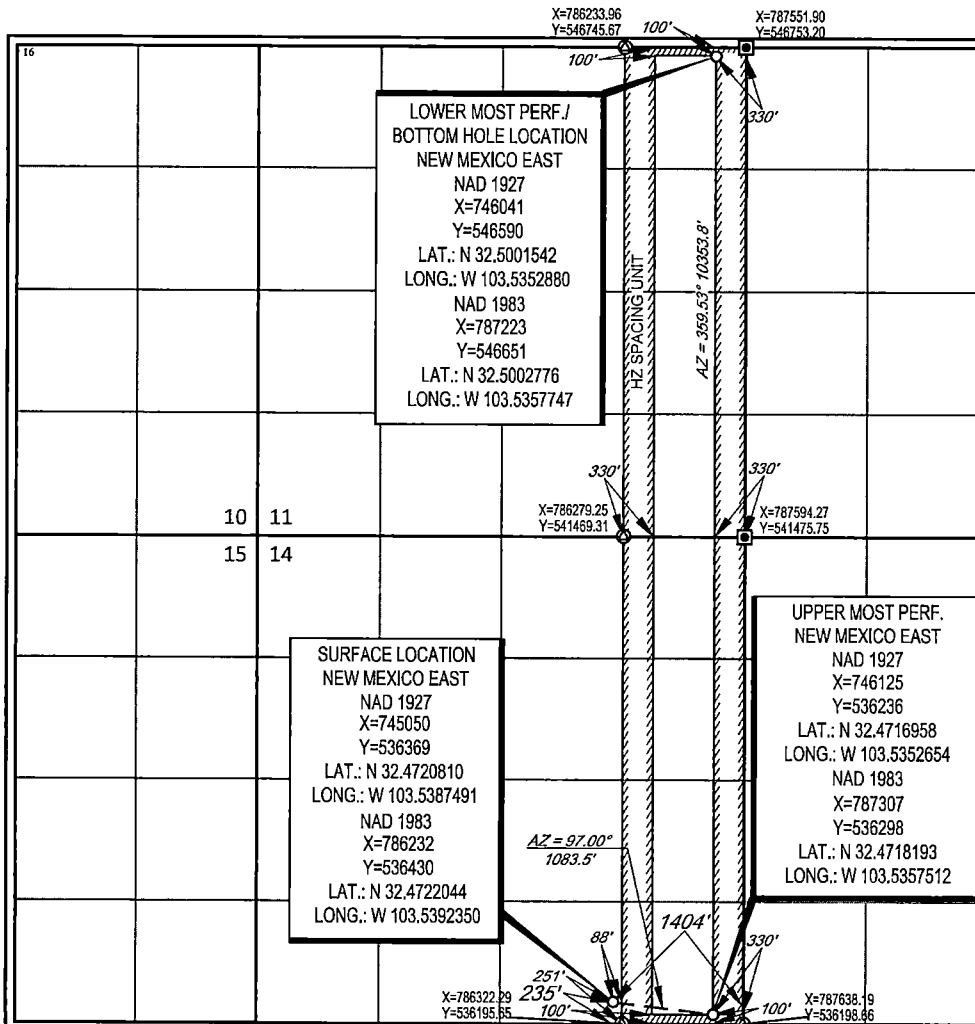 X=786233.96
Y=546745.67
100'
X=787551.90
Y=546753.20
16
100'
330'
LOWER MOST PERF./
BOTTOM HOLE LOCATION
NEW MEXICO EAST
NAD 1927
X=746041
Y=546590
LAT.: N 32.5001542
LONG.: W 103.5352880
NAD 1983
X=787223
Y=546651
LAT.: N 32.5002776
LONG.: W 103.5357747
HZ SPACING UNIT
AZ = 359.53° 10353.8'
330'
330'
X=786279.25
Y=541469.31
X=787594.27
Y=541475.75
10 11
15 14
SURFACE LOCATION
NEW MEXICO EAST
NAD 1927
X=745050
Y=536369
LAT.: N 32.4720810
LONG.: W 103.5387491
NAD 1983
X=786232
Y=536430
LAT.: N 32.4722044
LONG.: W 103.5392350
UPPER MOST PERF.
NEW MEXICO EAST
NAD 1927
X=746125
Y=536236
LAT.: N 32.4716958
LONG.: W 103.5352654
NAD 1983
X=787307
Y=536298
LAT.: N 32.4718193
LONG.: W 103.5357512
AZ = 97.00°
1083.5'
1404'
88'
330'
251'
235'
100'
X=786322.29
Y=536195.65
100'
X=787638.19
Y=536198.66